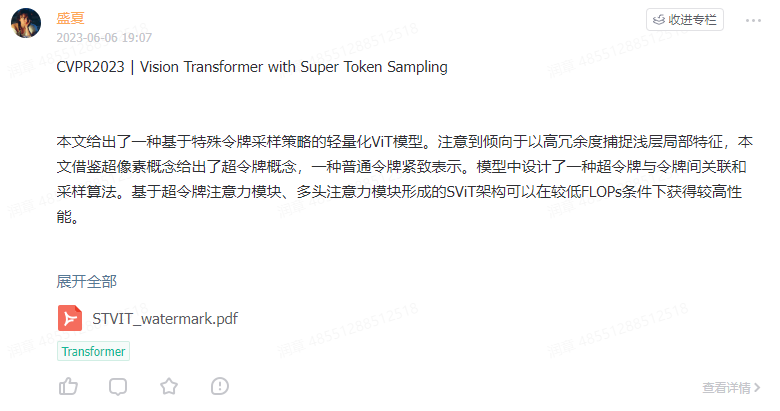 盛夏
收进专栏
2023-06-06 19:07
CVPR2023 | Vision Transformer with Super Token Sampling
本文给出了一种基于特殊令牌采样策略的轻量化ViT模型。注意到倾向于以高冗余度捕捉浅层局部特征，本
文借鉴超像素概念给出了超令牌概念，一种普通令牌紧致表示。模型中设计了一种超令牌与令牌间关联和
采样算法。基于超令牌注意力模块、多头注意力模块形成的SViT架构可以在较低FLOPs条件下获得较高性
能。
展开全部
STVIT_watermark.pdf
Transformer
查看详情